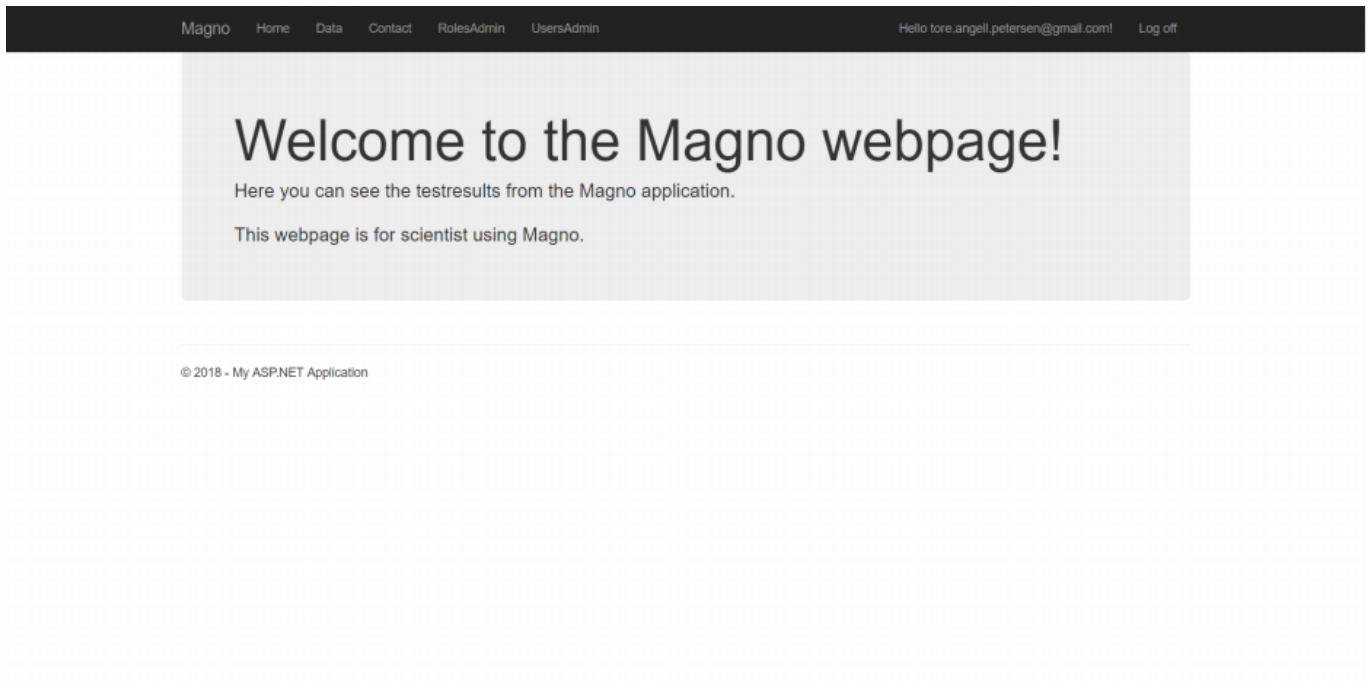 Magno Home Data Contact RolesAdmin UsersAdmin Hello tore.angell.petersen@gmail.com! Log off
Welcome to the Magno webpage!
Here you can see the testresults from the Magno application.
This webpage is for scientist using Magno.
© 2018 - My ASP.NET Application